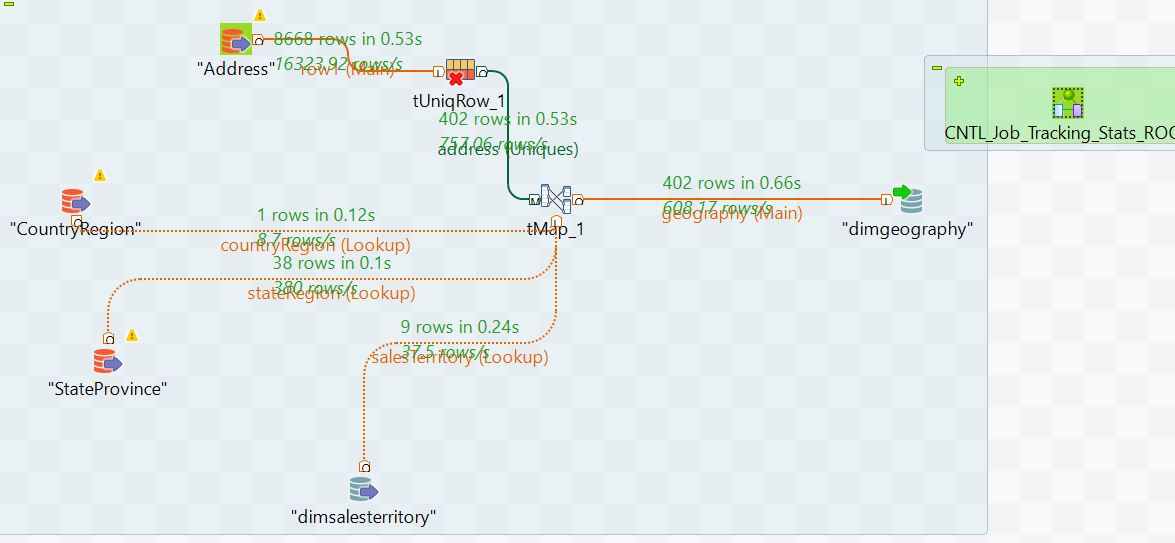 8668 rows in 0.53s
16323.92 rows/s
row1 (Main)
"Address"
tUniqRow_1
402 rows in 0.53s
757.06 rows/s
address (Uniques)
CNTL_Job_Tracking_Stats_ROC
402 rows in 0.66s
608.17 rows/s
geography (Main)
"CountryRegion"
1 rows in 0.12s
8.7 rows/s
countryRegion (Lookup)
tMap_1
"dimgeography"
38 rows in 0.1s
380 rows/s
stateRegion (Lookup)
9 rows in 0.24s
37.5 rows/s
salesTerritory (Lookup)
"StateProvince"
"dimsalesterritory"